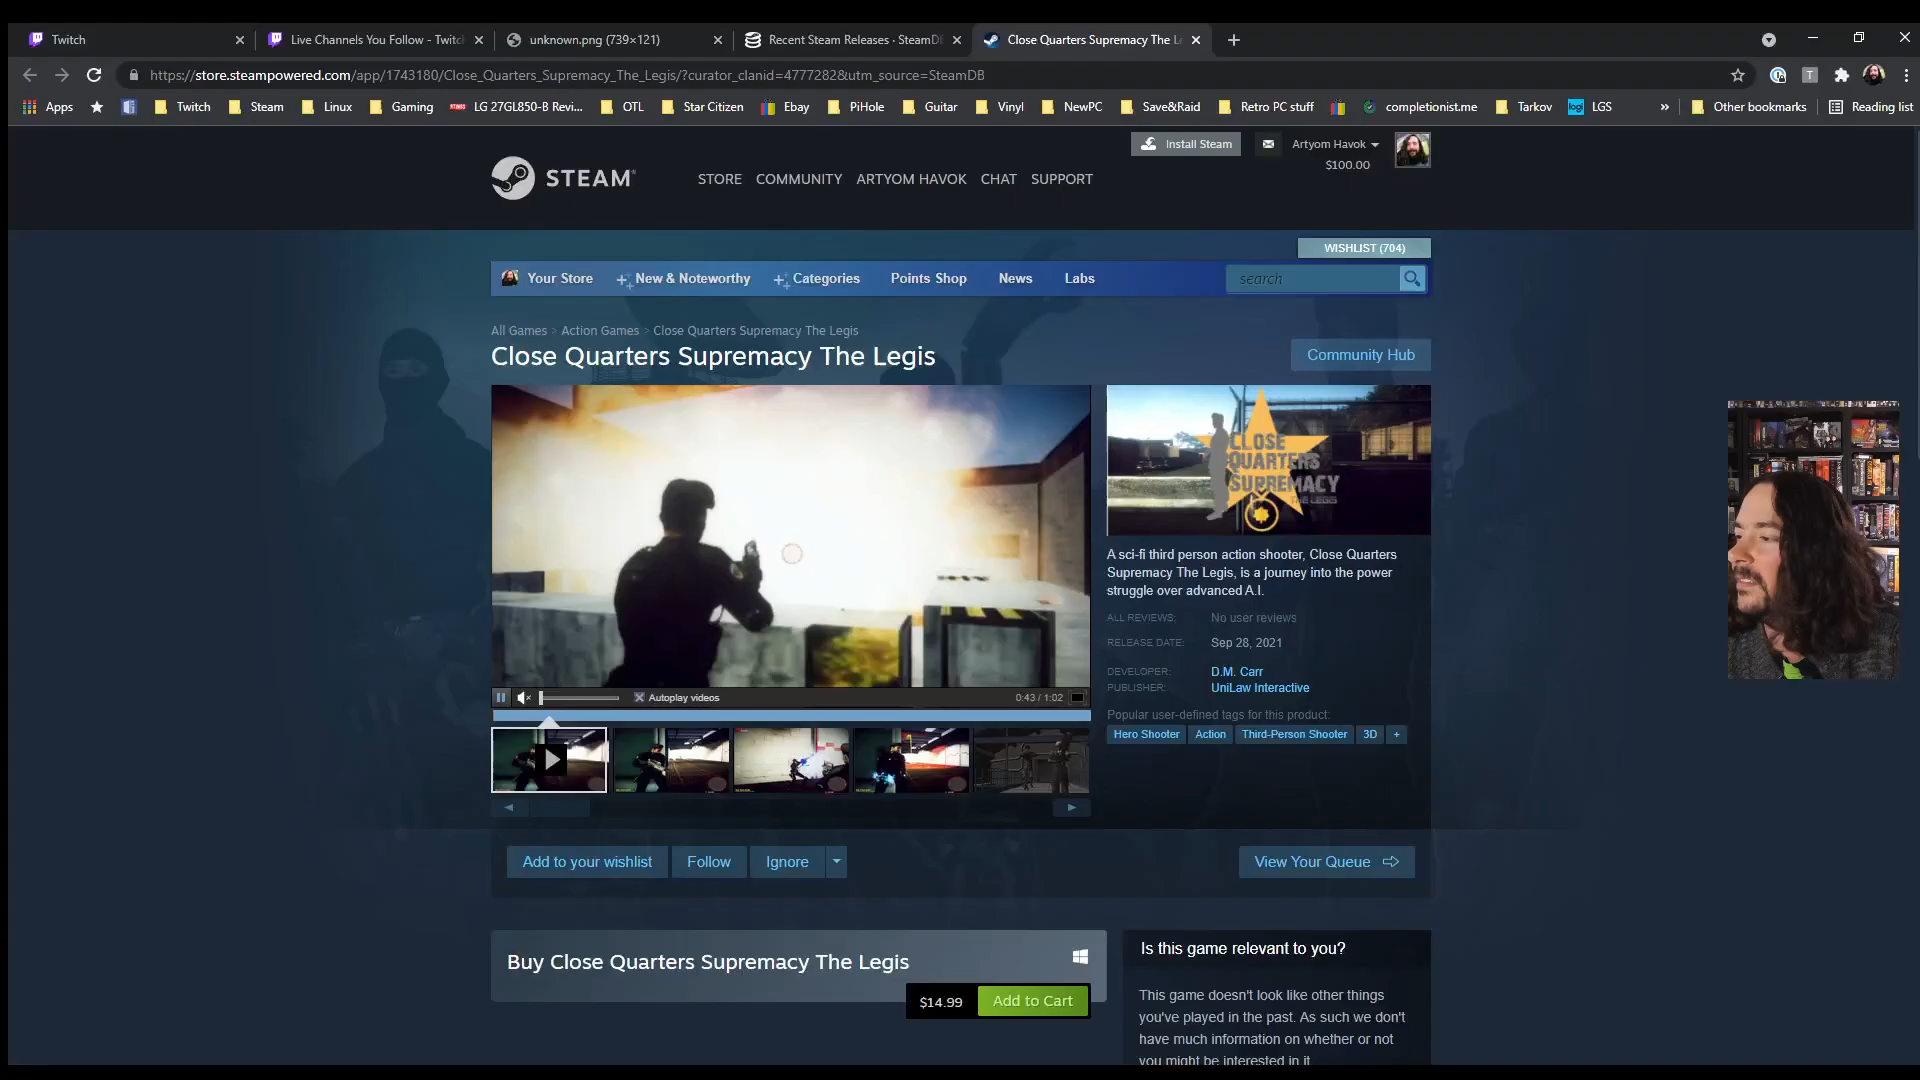 Twitch
Live Channels You Follow - Twitc
unknown.png (739×121)
Recent Steam Releases · SteamD
Close Quarters Supremacy The L
https://store.steampowered.com/app/1743180/Close_Quarters_Supremacy_The_Legis/?curator_clanid=4777282&utm_source=SteamDB
Apps
Twitch
Steam
Linux
Gaming
LG 27GL850-B Revi...
OTL
Star Citizen
Ebay
PiHole
Guitar
Vinyl
NewPC
Save&Raid
Retro PC stuff
completionist.me
Tarkov
LGS
»
Other bookmarks
Reading list
Install Steam
Artyom Havok
$100.00
STEAM
STORE
COMMUNITY
ARTYOM HAVOK
CHAT
SUPPORT
WISHLIST (704)
Your Store
New & Noteworthy
Categories
Points Shop
News
Labs
search
All Games > Action Games > Close Quarters Supremacy The Legis
Close Quarters Supremacy The Legis
Community Hub
CLOSE
QUARTERS
SUPREMACY
THE LEGIS
A sci-fi third person action shooter, Close Quarters
Supremacy The Legis, is a journey into the power
struggle over advanced A.I.
ALL REVIEWS: No user reviews
RELEASE DATE: Sep 28, 2021
DEVELOPER: D.M. Carr
PUBLISHER: UniLaw Interactive
Popular user-defined tags for this product:
Hero Shooter
Action
Third-Person Shooter
3D
+
Autoplay videos
0:43 / 1:02
Add to your wishlist
Follow
Ignore
View Your Queue
Buy Close Quarters Supremacy The Legis
$14.99
Add to Cart
Is this game relevant to you?
This game doesn't look like other things
you've played in the past. As such we don't
have much information on whether or not
you might be interested in it